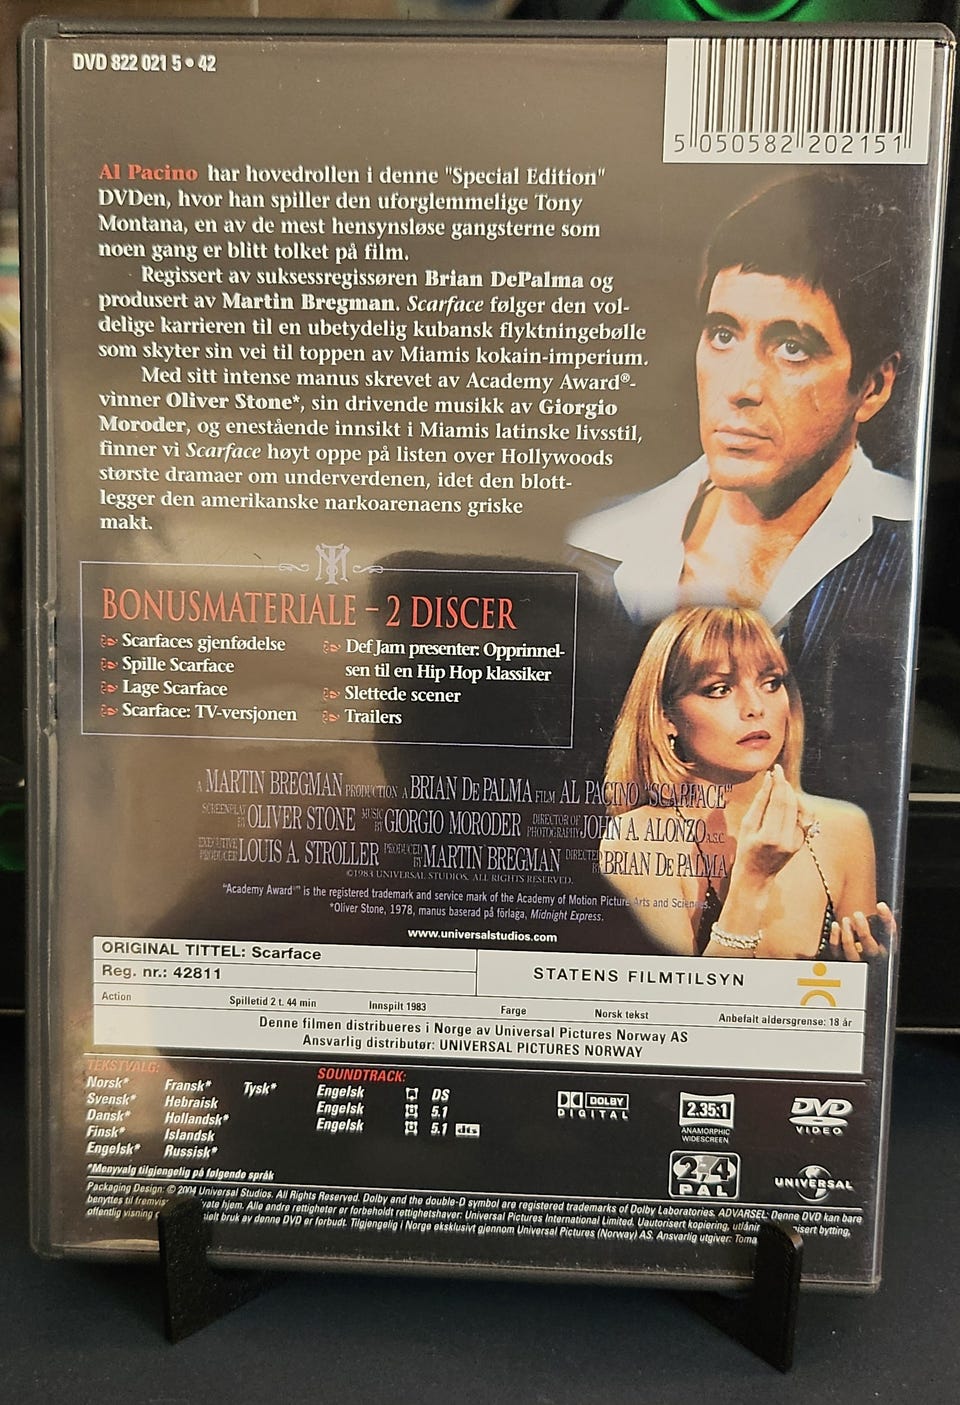 DVD 822 021 5 • 42
5 050582 202151
Al Pacino har hovedrollen i denne "Special Edition"
DVDen, hvor han spiller den uforglemmelige Tony
Montana, en av de mest hensynsløse gangsterne som
noen gang er blitt tolket på film.
Regissert av suksessregissøren Brian DePalma og
produsert av Martin Bregman. Scarface følger den vol-
delige karrieren til en ubetydelig kubansk flyktningebølle
som skyter sin vei til toppen av Miamis kokain-imperium.
Med sitt intense manus skrevet av Academy Award®-
vinner Oliver Stone*, sin drivende musikk av Giorgio
Moroder, og enestående innsikt i Miamis latinske livsstil,
finner vi Scarface høyt oppe på listen over Hollywoods
største dramaer om underverdenen, idet den blott-
legger den amerikanske narkoarenaens griske
makt.
TM
BONUSMATERIALE – 2 DISCER
Scarfaces gjenfødelse
Spille Scarface
Lage Scarface
Scarface: TV-versjonen
Def Jam presenter: Opprinnel-
sen til en Hip Hop klassiker
Slettede scener
Trailers
A MARTIN BREGMAN PRODUCTION A BRIAN DE PALMA FILM AL PACINO "SCARFACE"
SCREENPLAY BY OLIVER STONE MUSIC BY GIORGIO MORODER DIRECTOR OF PHOTOGRAPHY JOHN A. ALONZO A.S.C.
EXECUTIVE PRODUCER LOUIS A. STROLLER PRODUCED BY MARTIN BREGMAN DIRECTED BY BRIAN DE PALMA
©1983 UNIVERSAL STUDIOS. ALL RIGHTS RESERVED.
"Academy Award®" is the registered trademark and service mark of the Academy of Motion Picture Arts and Sciences.
*Oliver Stone, 1978, manus baserad på förlaga, Midnight Express.
www.universalstudios.com
ORIGINAL TITTEL: Scarface
Reg. nr.: 42811
STATENS FILMTILSYN
Action Spilletid 2 t. 44 min Innspilt 1983 Farge Norsk tekst Anbefalt aldersgrense: 18 år
Denne filmen distribueres i Norge av Universal Pictures Norway AS
Ansvarlig distributør: UNIVERSAL PICTURES NORWAY
TEKSTVALG:
Norsk* Fransk* Tysk*
Svensk* Hebraisk
Dansk* Hollandsk*
Finsk* Islandsk
Engelsk* Russisk*
*Menyvalg tilgjengelig på følgende språk
SOUNDTRACK:
Engelsk DS
Engelsk 5.1
Engelsk 5.1 dts
DOLBY
DIGITAL
2.35:1
ANAMORPHIC
WIDESCREEN
DVD
VIDEO
2,4
PAL
UNIVERSAL
Packaging Design: © 2004 Universal Studios. All Rights Reserved. Dolby and the double-D symbol are registered trademarks of Dolby Laboratories. ADVARSEL: Denne DVD kan bare
benyttes til fremvis hjem. Alle andre rettigheter er forbeholdt rettighetshaver: Universal Pictures International Limited. Uautorisert kopiering, utlån bytting,
offentlig visning bruk av denne DVD er forbudt. Tilgjengelig i Norge eksklusivt gjennom Universal Pictures (Norway) AS. Ansvarlig utgiver: Toma